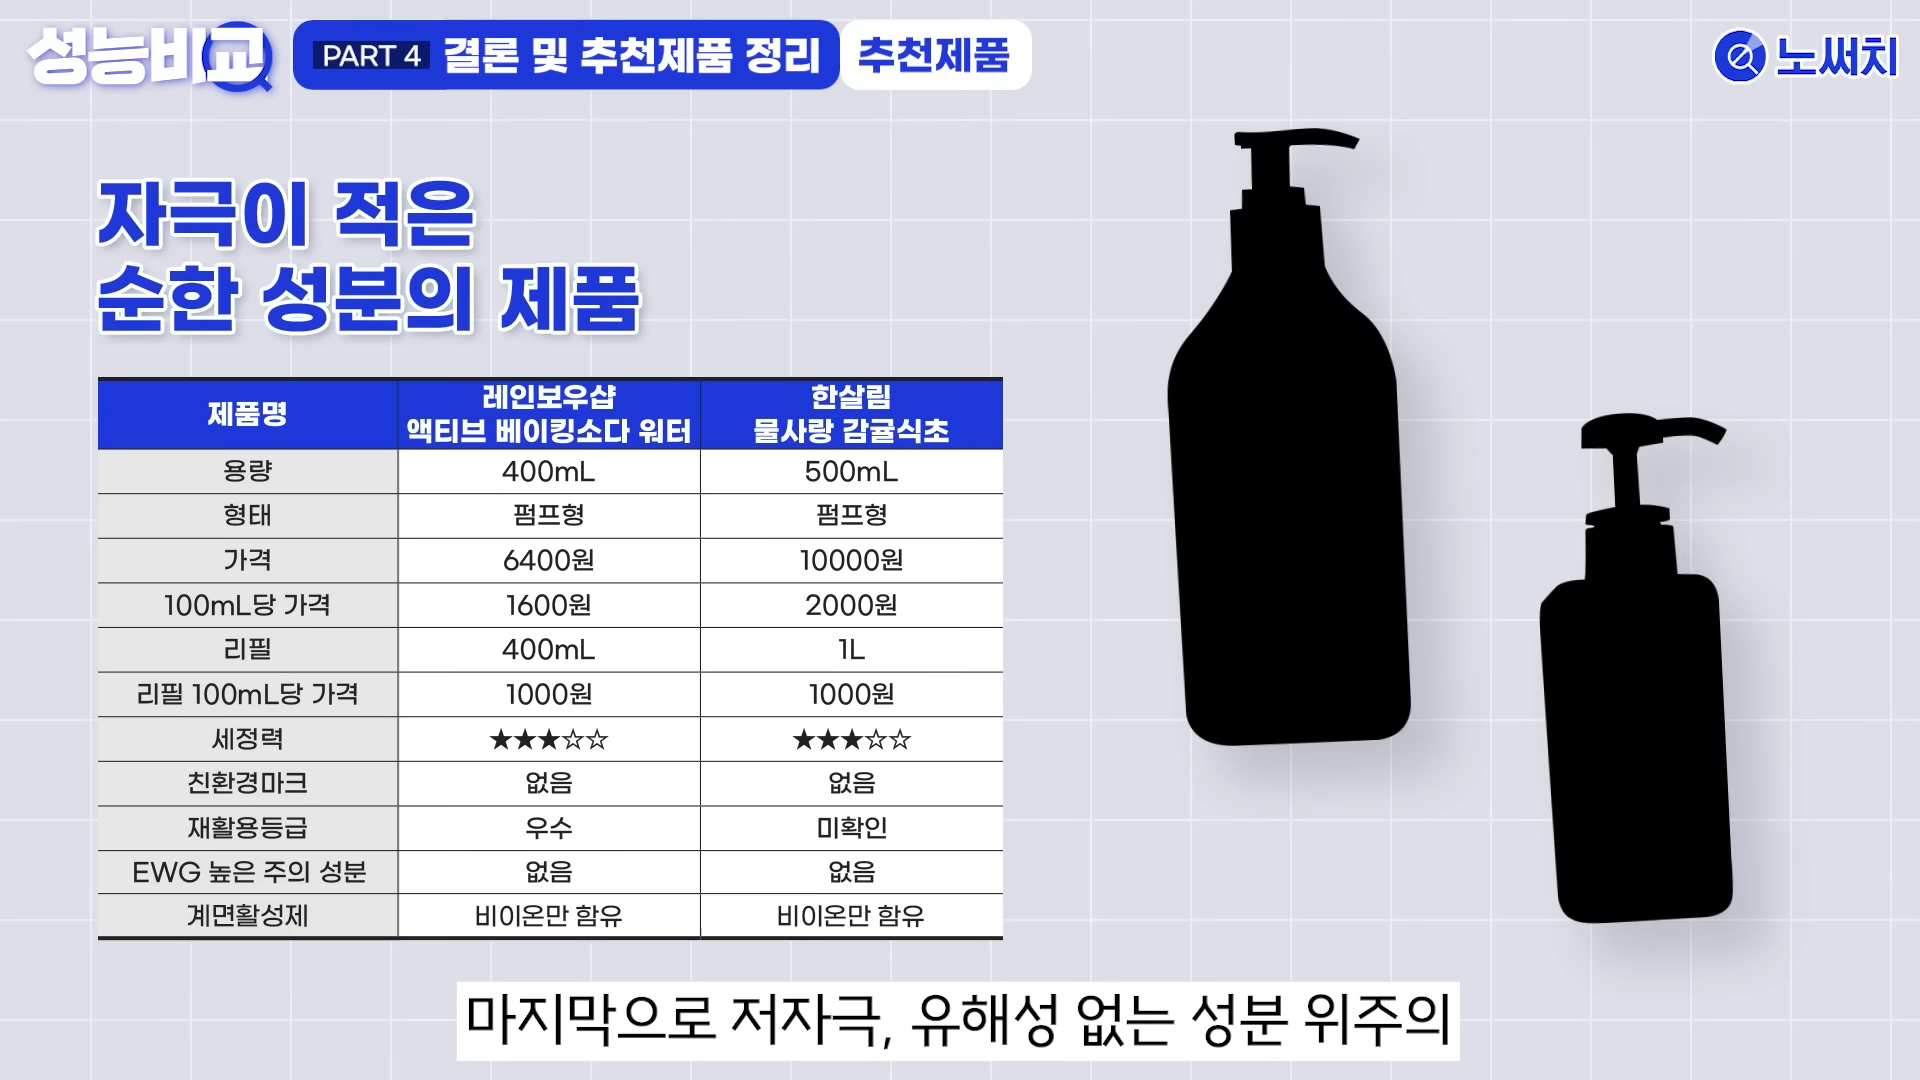 성능비교
PART 4 결론 및 추천제품 정리 추천제품
노써치
자극이 적은
순한 성분의 제품
제품명 레인보우샵 액티브 베이킹소다 워터 한살림 물사랑 감귤식초
용량 400mL 500mL
형태 펌프형 펌프형
가격 6400원 10000원
100mL당 가격 1600원 2000원
리필 400mL 1L
리필 100mL당 가격 1000원 1000원
세정력 ★★★☆☆ ★★★☆☆
친환경마크 없음 없음
재활용등급 우수 미확인
EWG 높은 주의 성분 없음 없음
계면활성제 비이온만 함유 비이온만 함유
마지막으로 저자극, 유해성 없는 성분 위주의